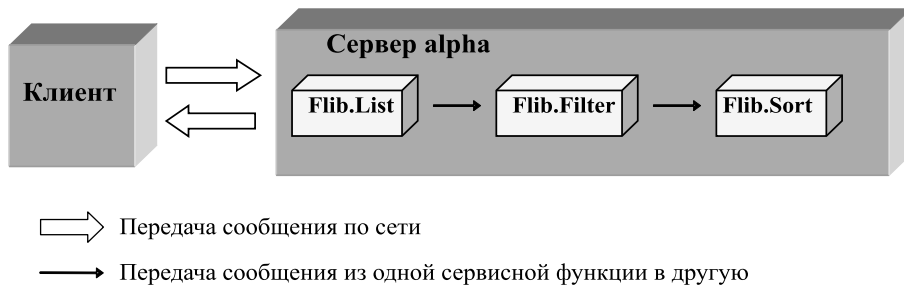 Сервер alpha
Клиент
Flib.List
Flib.Filter
Flib.Sort
Передача сообщения по сети
Передача сообщения из одной сервисной функции в другую